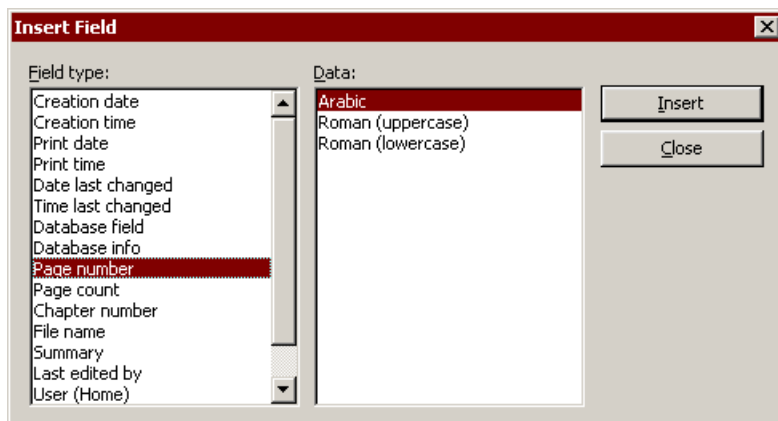 Insert Field
Field type:
Creation date
Creation time
Print date
Print time
Date last changed
Time last changed
Database field
Database info
Page number
Page count
Chapter number
File name
Summary
Last edited by
User (Home)
Data:
Arabic
Roman (uppercase)
Roman (lowercase)
Insert
Close